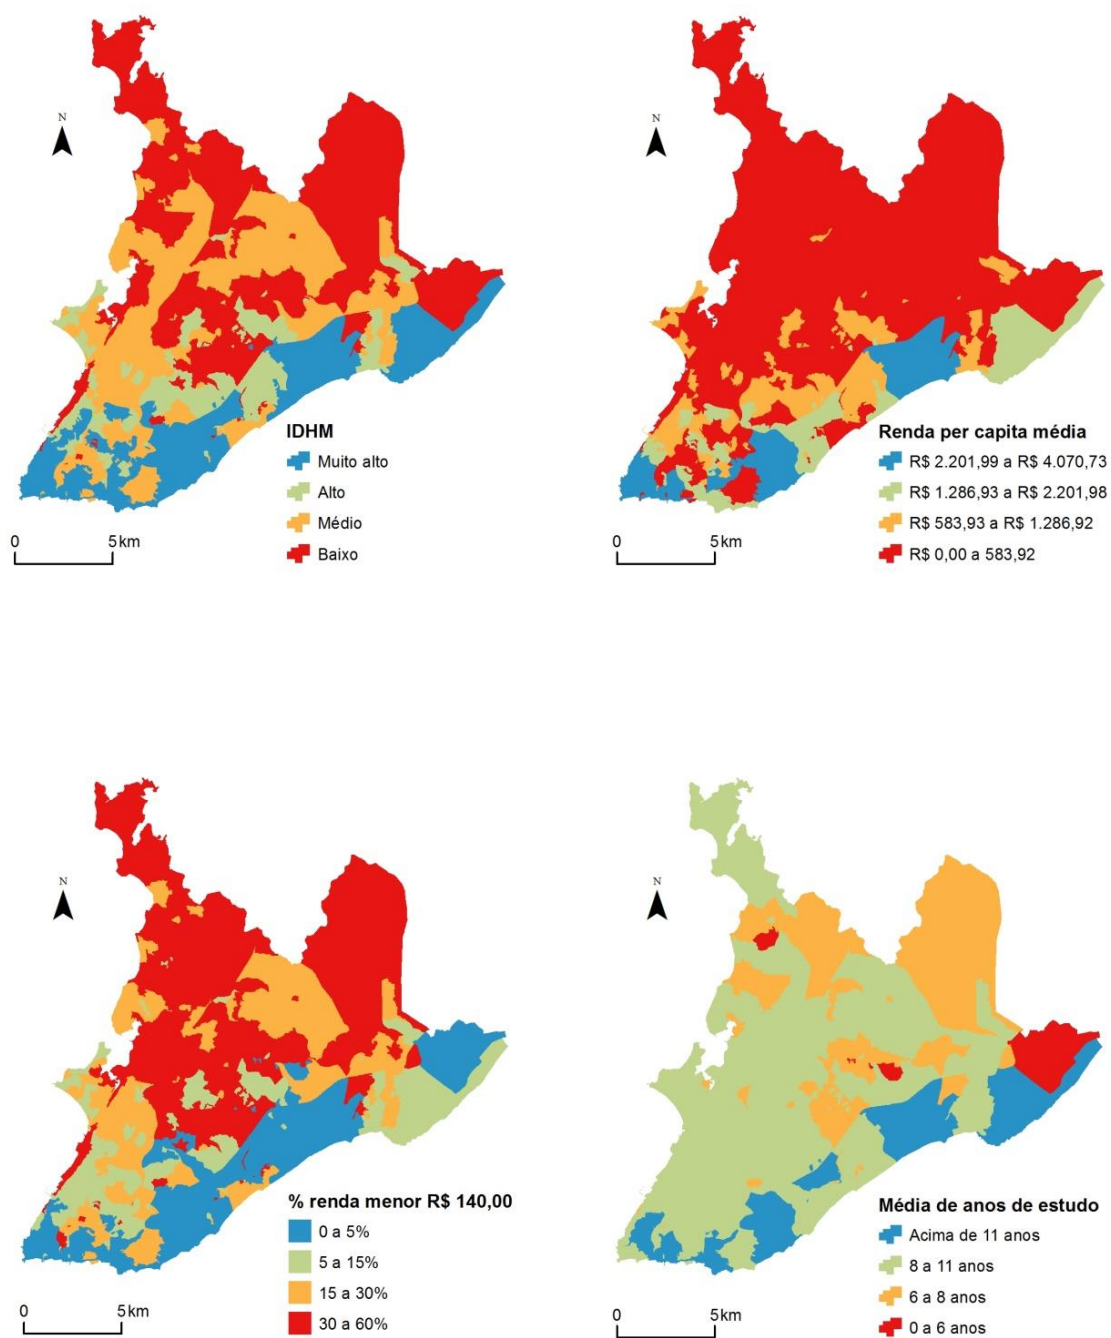 N
IDHM
Muito alto
Alto
Médio
Baixo
0 5km
N
Renda per capita média
R$ 2.201,99 a R$ 4.070,73
R$ 1.286,93 a R$ 2.201,98
R$ 583,93 a R$ 1.286,92
R$ 0,00 a 583,92
0 5km
N
% renda menor R$ 140,00
0 a 5%
5 a 15%
15 a 30%
30 a 60%
0 5km
N
Média de anos de estudo
Acima de 11 anos
8 a 11 anos
6 a 8 anos
0 a 6 anos
0 5km